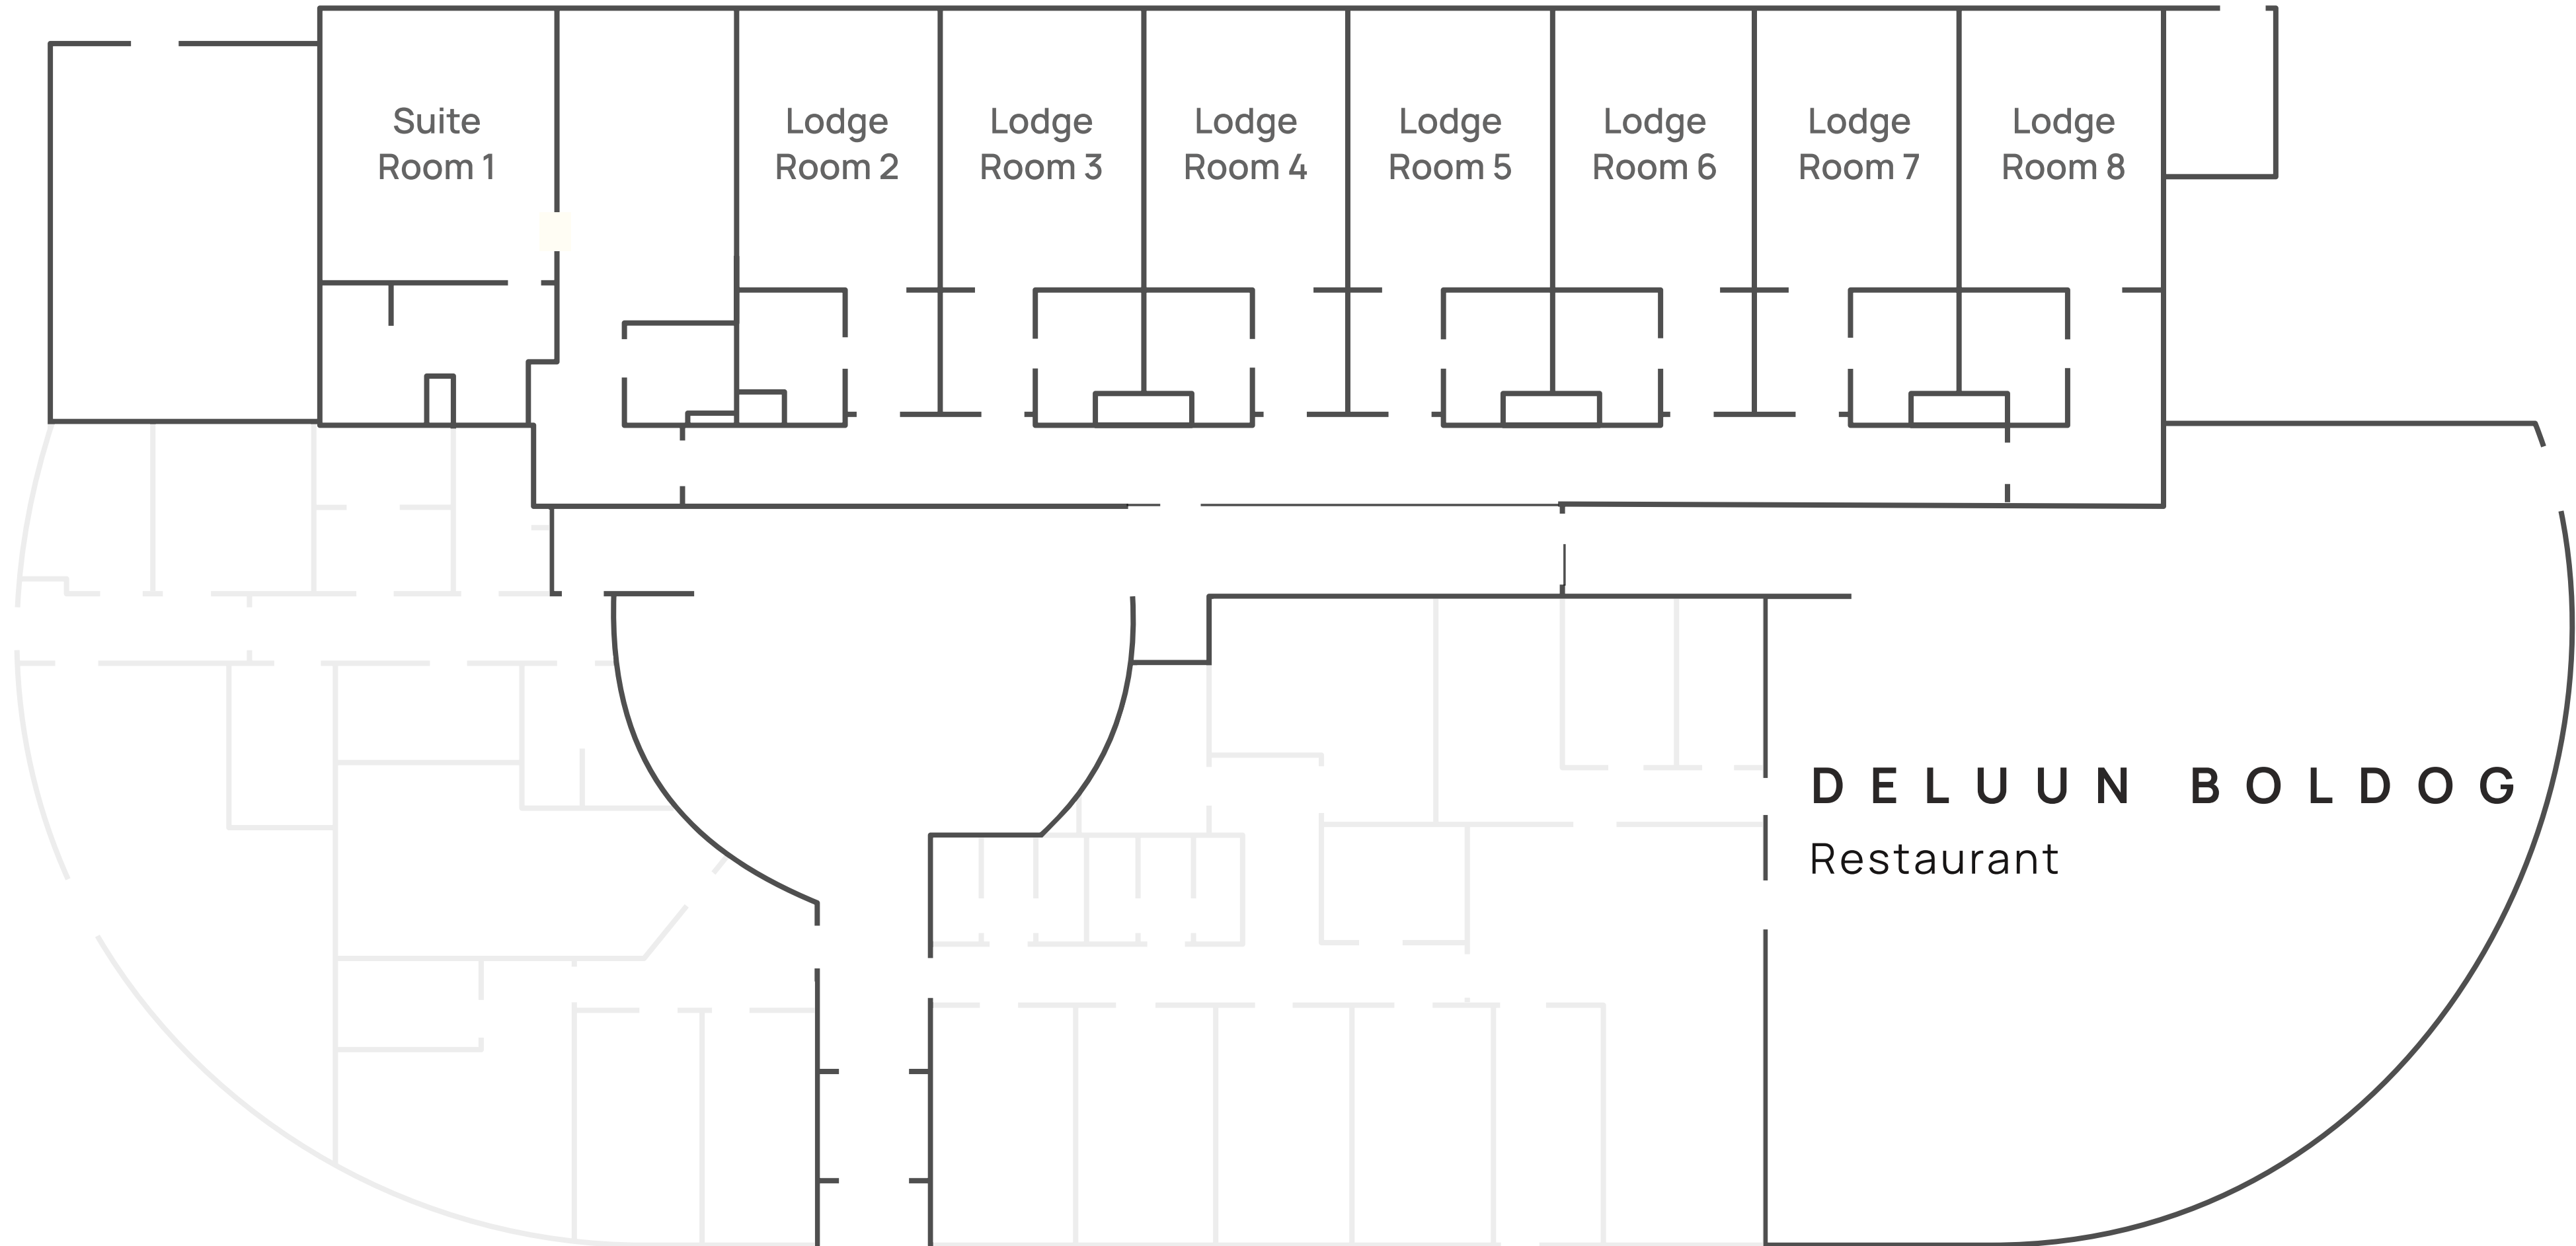 Suite
Room 1
Lodge
Room 2
Lodge
Room 3
Lodge
Room 4
Lodge
Room 5
Lodge
Room 6
Lodge
Room 7
Lodge
Room 8
DELUUN BOLDOG
Restaurant